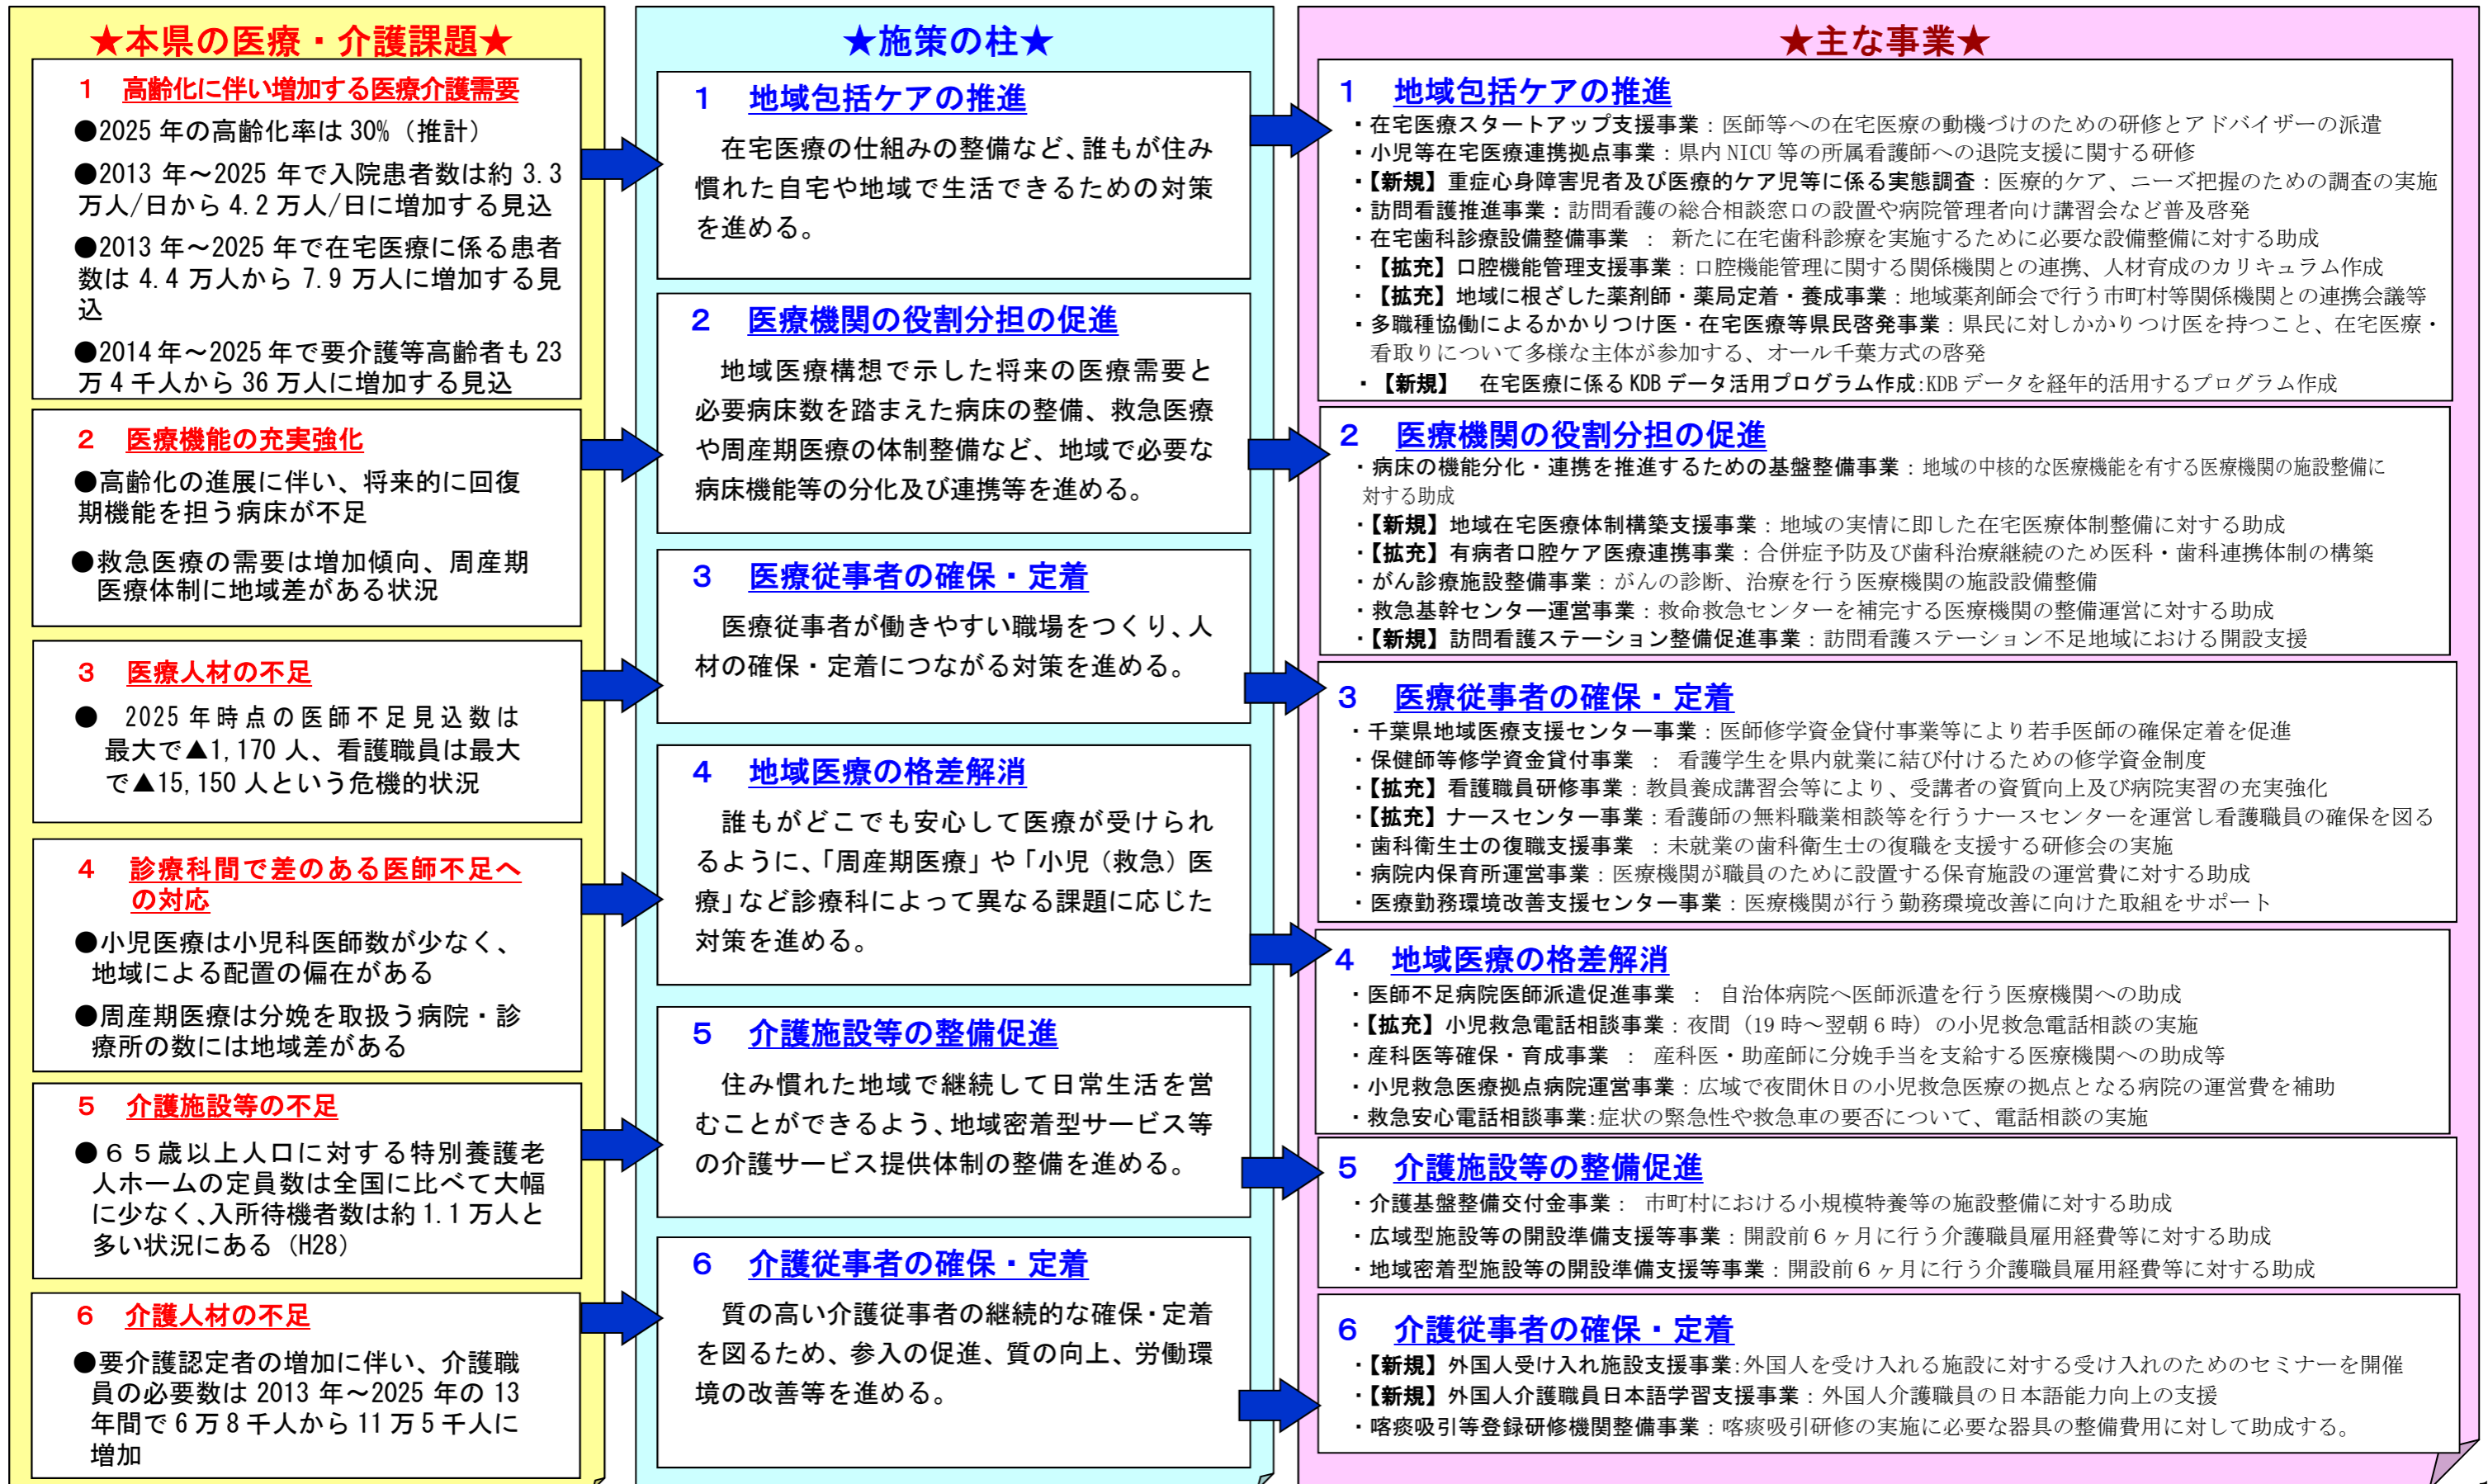 ★本県の医療・介護課題★
1 高齢化に伴い増加する医療介護需要
●2025年の高齢化率は30%（推計）
●2013年～2025年で入院患者数は約3.3
万人/日から4.2万人/日に増加する見込
●2013年～2025年で在宅医療に係る患者
数は4.4万人から7.9万人に増加する見
込
●2014年～2025年で要介護等高齢者も23
万4千人から36万人に増加する見込
2 医療機能の充実強化
●高齢化の進展に伴い、将来的に回復
期機能を担う病床が不足
●救急医療の需要は増加傾向、周産期
医療体制に地域差がある状況
3 医療人材の不足
● 2025年時点の医師不足見込数は
最大で▲1,170人、看護職員は最大
で▲15,150人という危機的状況
4 診療科間で差のある医師不足へ
の対応
●小児医療は小児科医師数が少なく、
地域による配置の偏在がある
●周産期医療は分娩を取扱う病院・診
療所の数には地域差がある
5 介護施設等の不足
●６５歳以上人口に対する特別養護老
人ホームの定員数は全国に比べて大幅
に少なく、入所待機者数は約1.1万人と
多い状況にある（H28）
6 介護人材の不足
●要介護認定者の増加に伴い、介護職
員の必要数は2013年～2025年の13
年間で6万8千人から11万5千人に
増加
★施策の柱★
1 地域包括ケアの推進
在宅医療の仕組みの整備など、誰もが住み
慣れた自宅や地域で生活できるための対策
を進める。
2 医療機関の役割分担の促進
地域医療構想で示した将来の医療需要と
必要病床数を踏まえた病床の整備、救急医療
や周産期医療の体制整備など、地域で必要な
病床機能等の分化及び連携等を進める。
3 医療従事者の確保・定着
医療従事者が働きやすい職場をつくり、人
材の確保・定着につながる対策を進める。
4 地域医療の格差解消
誰もがどこでも安心して医療が受けられ
るように、「周産期医療」や「小児（救急）医
療」など診療科によって異なる課題に応じた
対策を進める。
5 介護施設等の整備促進
住み慣れた地域で継続して日常生活を営
むことができるよう、地域密着型サービス等
の介護サービス提供体制の整備を進める。
6 介護従事者の確保・定着
質の高い介護従事者の継続的な確保・定着
を図るため、参入の促進、質の向上、労働環
境の改善等を進める。
★主な事業★
1 地域包括ケアの推進
・在宅医療スタートアップ支援事業：医師等への在宅医療の動機づけのための研修とアドバイザーの派遣
・小児等在宅医療連携拠点事業：県内NICU等の所属看護師への退院支援に関する研修
・【新規】重症心身障害児者及び医療的ケア児等に係る実態調査：医療的ケア、ニーズ把握のための調査の実施
・訪問看護推進事業：訪問看護の総合相談窓口の設置や病院管理者向け講習会など普及啓発
・在宅歯科診療設備整備事業 ： 新たに在宅歯科診療を実施するために必要な設備整備に対する助成
・【拡充】口腔機能管理支援事業：口腔機能管理に関する関係機関との連携、人材育成のカリキュラム作成
・【拡充】地域に根ざした薬剤師・薬局定着・養成事業：地域薬剤師会で行う市町村等関係機関との連携会議等
・多職種協働によるかかりつけ医・在宅医療等県民啓発事業：県民に対しかかりつけ医を持つこと、在宅医療・
看取りについて多様な主体が参加する、オール千葉方式の啓発
・【新規】 在宅医療に係るKDBデータ活用プログラム作成:KDBデータを経年的活用するプログラム作成
2 医療機関の役割分担の促進
・病床の機能分化・連携を推進するための基盤整備事業：地域の中核的な医療機能を有する医療機関の施設整備に
対する助成
・【新規】地域在宅医療体制構築支援事業：地域の実情に即した在宅医療体制整備に対する助成
・【拡充】有病者口腔ケア医療連携事業：合併症予防及び歯科治療継続のため医科・歯科連携体制の構築
・がん診療施設整備事業：がんの診断、治療を行う医療機関の施設設備整備
・救急基幹センター運営事業：救命救急センターを補完する医療機関の整備運営に対する助成
・【新規】訪問看護ステーション整備促進事業：訪問看護ステーション不足地域における開設支援
3 医療従事者の確保・定着
・千葉県地域医療支援センター事業：医師修学資金貸付事業等により若手医師の確保定着を促進
・保健師等修学資金貸付事業 ： 看護学生を県内就業に結び付けるための修学資金制度
・【拡充】看護職員研修事業：教員養成講習会等により、受講者の資質向上及び病院実習の充実強化
・【拡充】ナースセンター事業：看護師の無料職業相談等を行うナースセンターを運営し看護職員の確保を図る
・歯科衛生士の復職支援事業 ：未就業の歯科衛生士の復職を支援する研修会の実施
・病院内保育所運営事業：医療機関が職員のために設置する保育施設の運営費に対する助成
・医療勤務環境改善支援センター事業：医療機関が行う勤務環境改善に向けた取組をサポート
4 地域医療の格差解消
・医師不足病院医師派遣促進事業 ： 自治体病院へ医師派遣を行う医療機関への助成
・【拡充】小児救急電話相談事業：夜間（19時～翌朝6時）の小児救急電話相談の実施
・産科医等確保・育成事業 ： 産科医・助産師に分娩手当を支給する医療機関への助成等
・小児救急医療拠点病院運営事業：広域で夜間休日の小児救急医療の拠点となる病院の運営費を補助
・救急安心電話相談事業:症状の緊急性や救急車の要否について、電話相談の実施
5 介護施設等の整備促進
・介護基盤整備交付金事業： 市町村における小規模特養等の施設整備に対する助成
・広域型施設等の開設準備支援等事業：開設前６ヶ月に行う介護職員雇用経費等に対する助成
・地域密着型施設等の開設準備支援等事業：開設前６ヶ月に行う介護職員雇用経費等に対する助成
6 介護従事者の確保・定着
・【新規】外国人受け入れ施設支援事業:外国人を受け入れる施設に対する受け入れのためのセミナーを開催
・【新規】外国人介護職員日本語学習支援事業：外国人介護職員の日本語能力向上の支援
・喀痰吸引等登録研修機関整備事業：喀痰吸引研修の実施に必要な器具の整備費用に対して助成する。